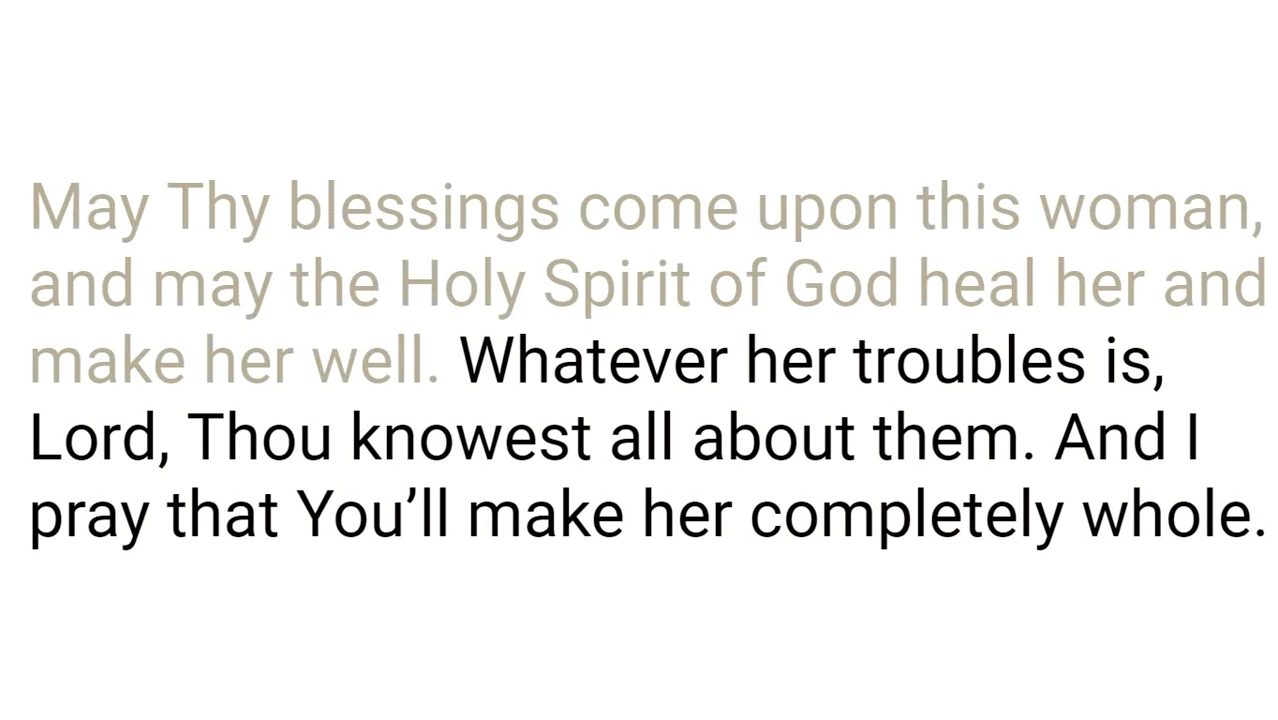 May Thy blessings come upon this woman,
and may the Holy Spirit of God heal her and
make her well. Whatever her troubles is,
Lord, Thou knowest all about them. And I
pray that You’ll make her completely whole.